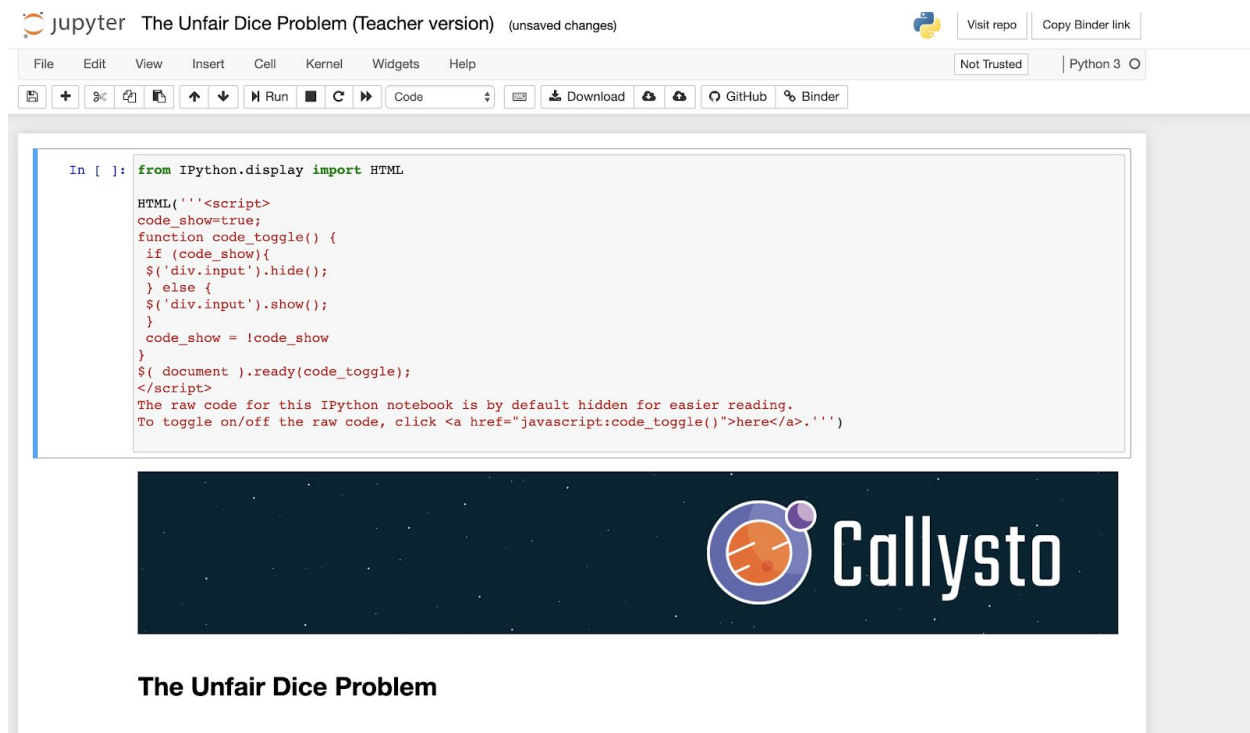 jupyter The Unfair Dice Problem (Teacher version) (unsaved changes) Visit repo Copy Binder link
File Edit View Insert Cell Kernel Widgets Help Not Trusted Python 3
Run Code Download GitHub Binder
In [ ]: from IPython.display import HTML
HTML('''<script>
code_show=true;
function code_toggle() {
if (code_show){
$('div.input').hide();
} else {
$('div.input').show();
}
code_show = !code_show
}
$( document ).ready(code_toggle);
</script>
The raw code for this IPython notebook is by default hidden for easier reading.
To toggle on/off the raw code, click <a href="javascript:code_toggle()">here</a>.''')
Callysto
The Unfair Dice Problem